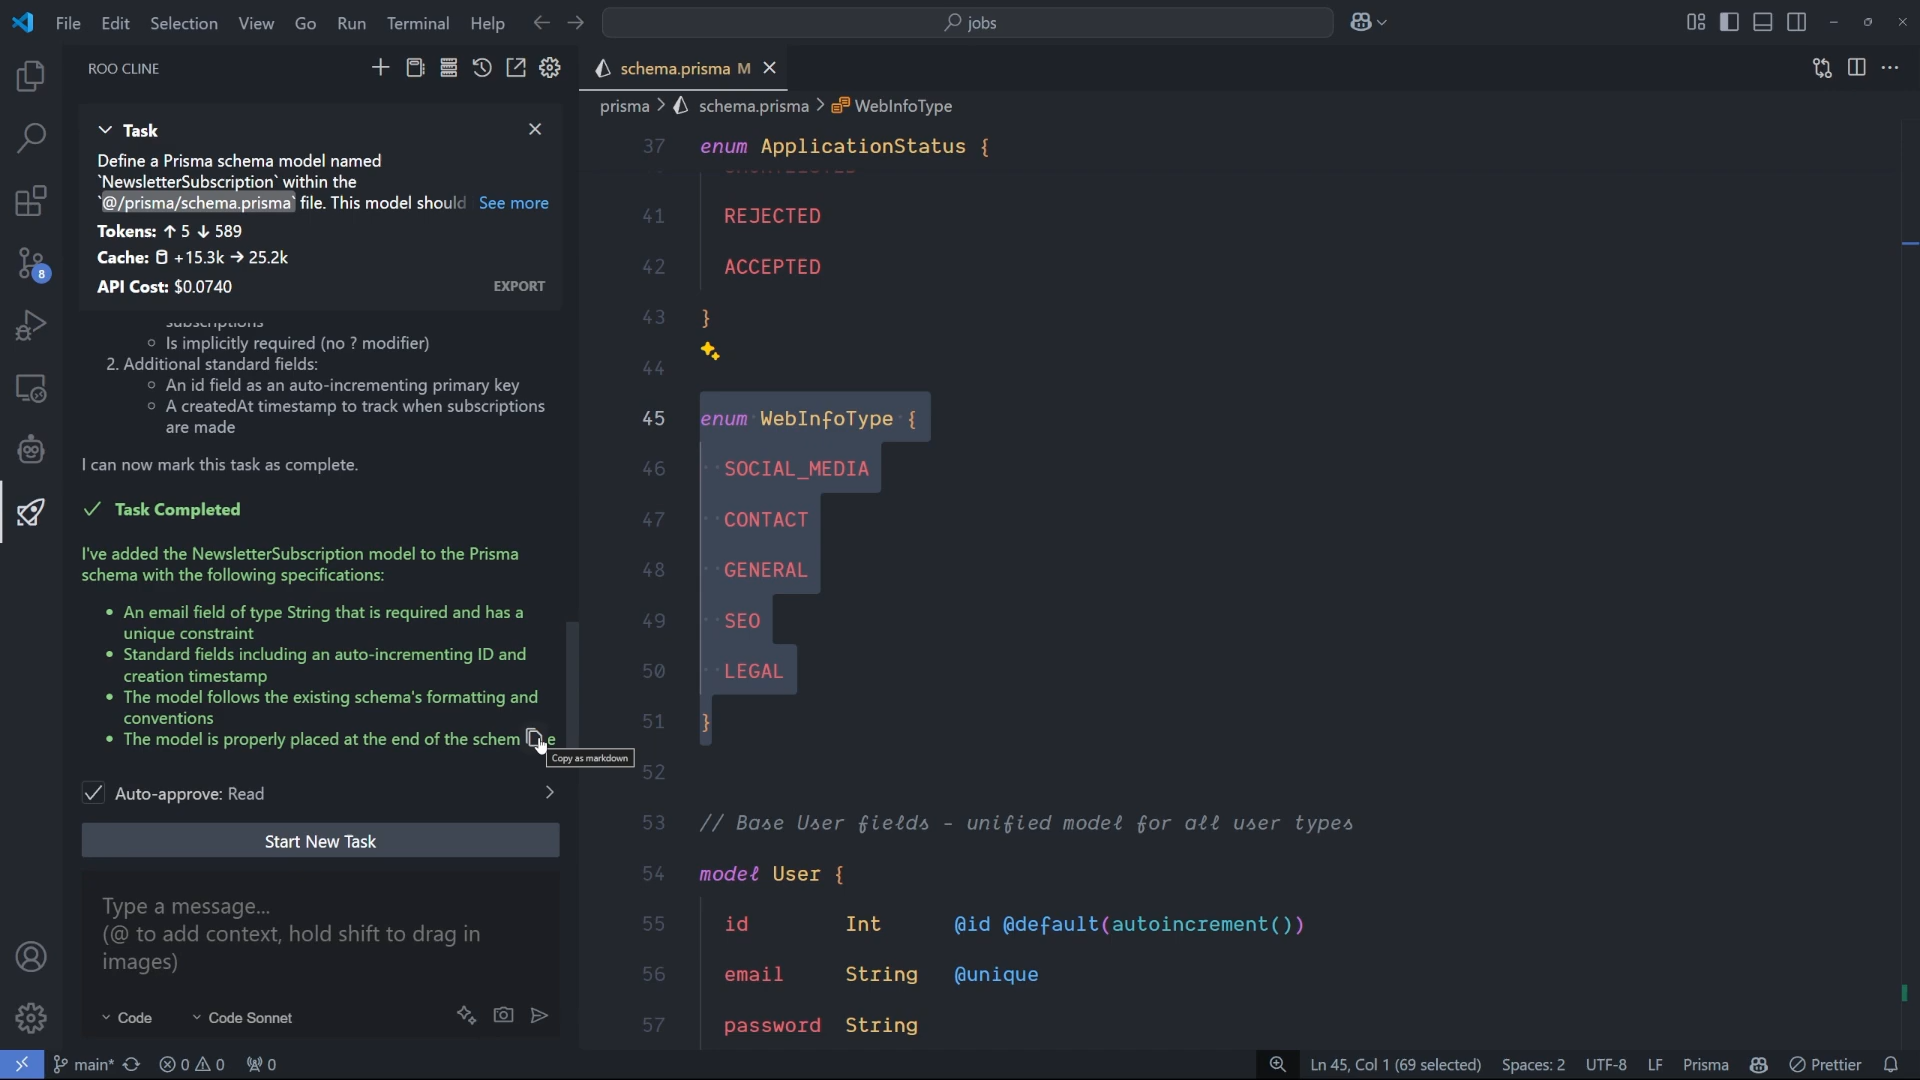 File Edit Selection View Go Run Terminal Help
jobs
ROO CLINE
Task
Define a Prisma schema model named
`NewsletterSubscription` within the
`@/prisma/schema.prisma` file. This model should See more
Tokens: ↑ 5 ↓ 589
Cache: +15.3k → 25.2k
API Cost: $0.0740
EXPORT
subscriptions
Is implicitly required (no ? modifier)
2. Additional standard fields:
An id field as an auto-incrementing primary key
A createdAt timestamp to track when subscriptions
are made
I can now mark this task as complete.
Task Completed
I've added the NewsletterSubscription model to the Prisma
schema with the following specifications:
• An email field of type String that is required and has a
unique constraint
• Standard fields including an auto-incrementing ID and
creation timestamp
• The model follows the existing schema's formatting and
conventions
• The model is properly placed at the end of the schem e
Copy as markdown
Auto-approve: Read
Start New Task
Type a message...
(@ to add context, hold shift to drag in
images)
Code Code Sonnet
8
schema.prisma M
prisma > schema.prisma > WebInfoType
37 enum ApplicationStatus {
SHORTLISTED
41 REJECTED
42 ACCEPTED
43 }
44
45 enum WebInfoType {
46 SOCIAL_MEDIA
47 CONTACT
48 GENERAL
49 SEO
50 LEGAL
51 }
52
53 // Base User fields - unified model for all user types
54 model User {
55 id Int @id @default(autoincrement())
56 email String @unique
57 password String
main* 0 0 0
Ln 45, Col 1 (69 selected) Spaces: 2 UTF-8 LF Prisma Prettier